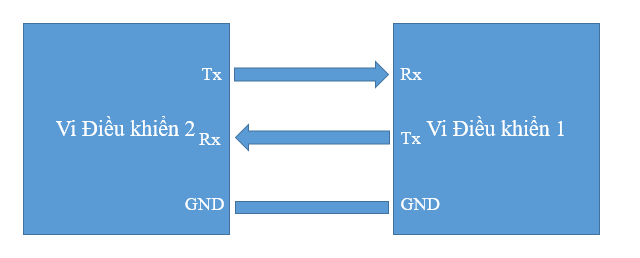 Tx
Rx
Vi Điều khiển 2
Vi Điều khiển 1
Rx
Tx
GND
GND